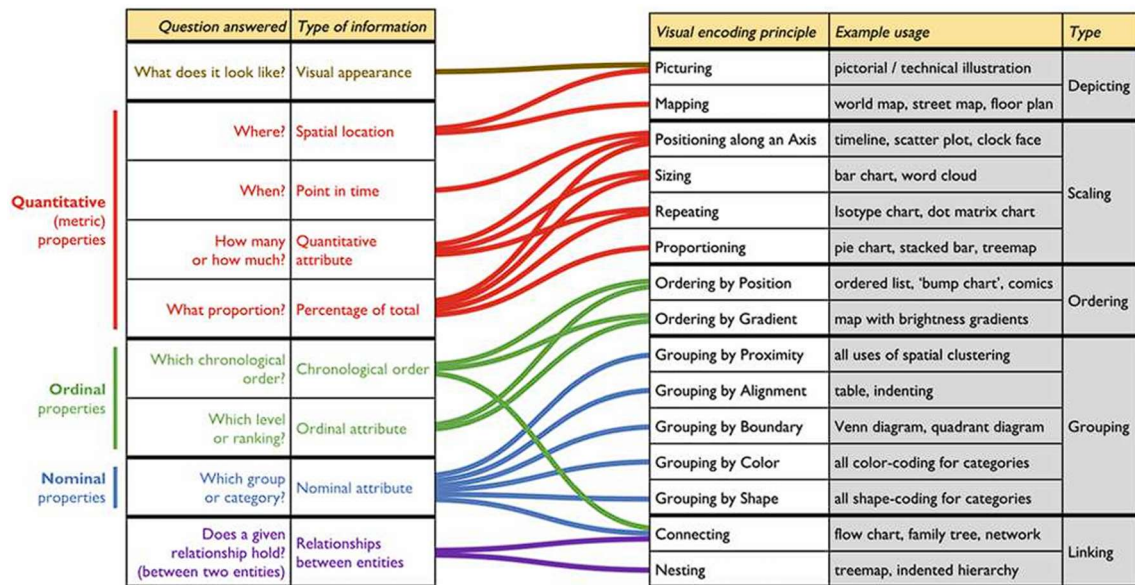 Question answered Type of information
What does it look like? Visual appearance
Where? Spatial location
When? Point in time
Quantitative
(metric)
properties
How many
or how much?
Quantitative
attribute
What proportion? Percentage of total
Ordinal
properties
Which chronological
order?
Chronological order
Which level
or ranking?
Ordinal attribute
Nominal
properties
Which group
or category?
Nominal attribute
Does a given
relationship hold?
(between two entities)
Relationships
between entities
Visual encoding principle Example usage Type
Picturing pictorial / technical illustration
Mapping world map, street map, floor plan
Depicting
Positioning along an Axis timeline, scatter plot, clock face
Sizing bar chart, word cloud
Repeating Isotype chart, dot matrix chart
Proportioning pie chart, stacked bar, treemap
Scaling
Ordering by Position ordered list, ‘bump chart’, comics
Ordering by Gradient map with brightness gradients
Ordering
Grouping by Proximity all uses of spatial clustering
Grouping by Alignment table, indenting
Grouping by Boundary Venn diagram, quadrant diagram
Grouping by Color all color-coding for categories
Grouping by Shape all shape-coding for categories
Grouping
Connecting flow chart, family tree, network
Nesting treemap, indented hierarchy
Linking